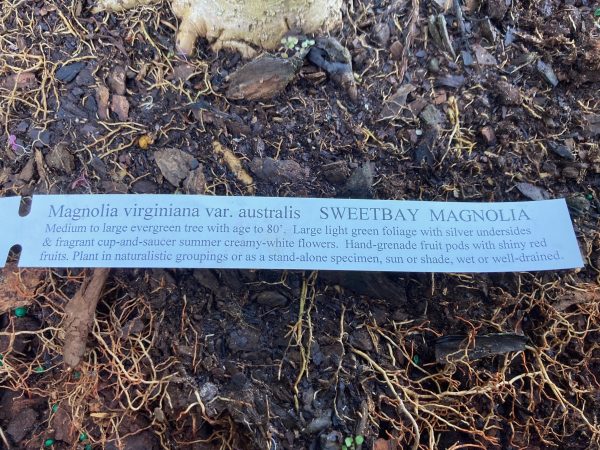 Magnolia virginiana var. australis SWEETBAY MAGNOLIA
Medium to large evergreen tree with age to 80'. Large light green foliage with silver undersides
& fragrant cup-and-saucer summer creamy-white flowers. Hand-grenade fruit pods with shiny red
fruits. Plant in naturalistic groupings or as a stand-alone specimen, sun or shade, wet or well-drained.